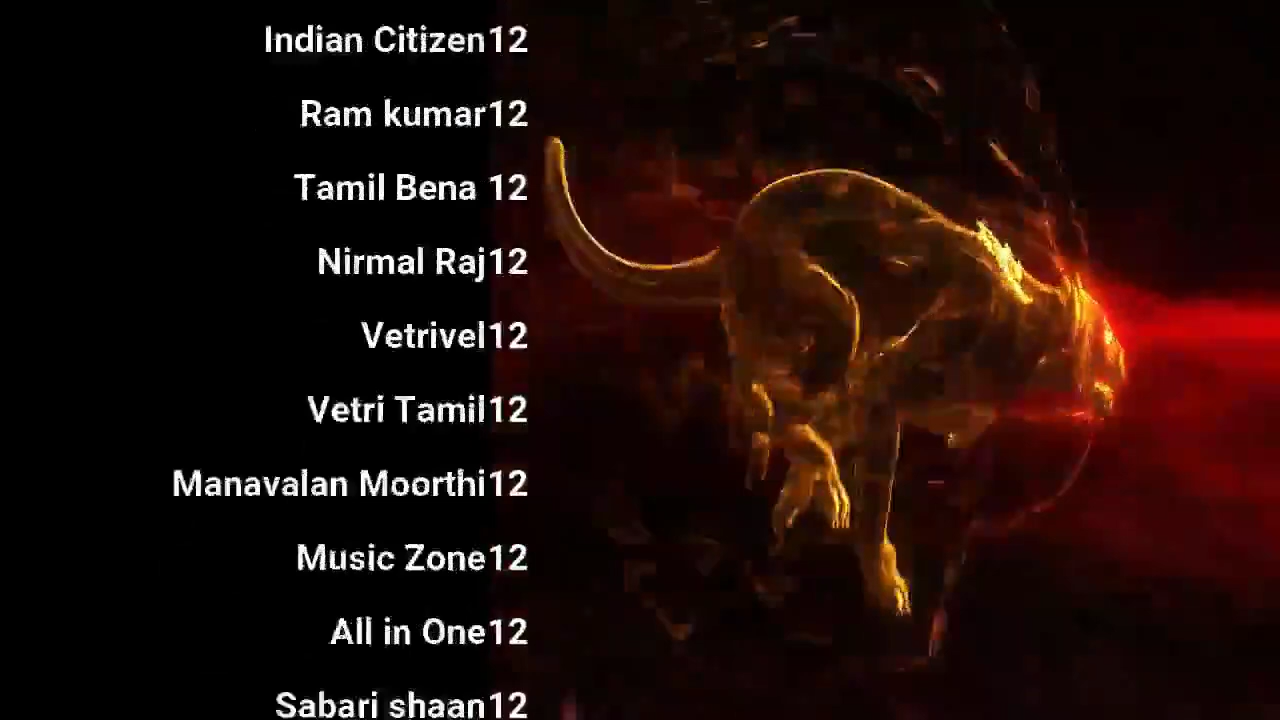 Indian Citizen12
Ram kumar12
Tamil Bena 12
Nirmal Raj12
Vetrivel12
Vetri Tamil12
Manavalan Moorthi12
Music Zone12
All in One12
Sabari shaan12